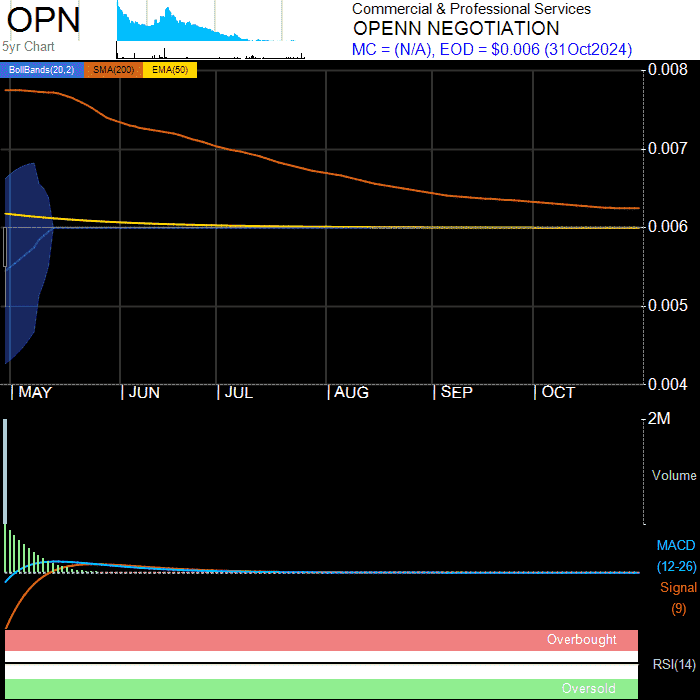 OPN
5yr Chart
Commercial & Professional Services
OPENN NEGOTIATION
MC = (N/A), EOD = $0.006 (31Oct2024)
BollBands(20,2) SMA(200) EMA(50)
0.008
0.007
0.006
0.005
0.004
MAY JUN JUL AUG SEP OCT
2M
Volume
MACD
(12-26)
Signal
(9)
Overbought
RSI(14)
Oversold